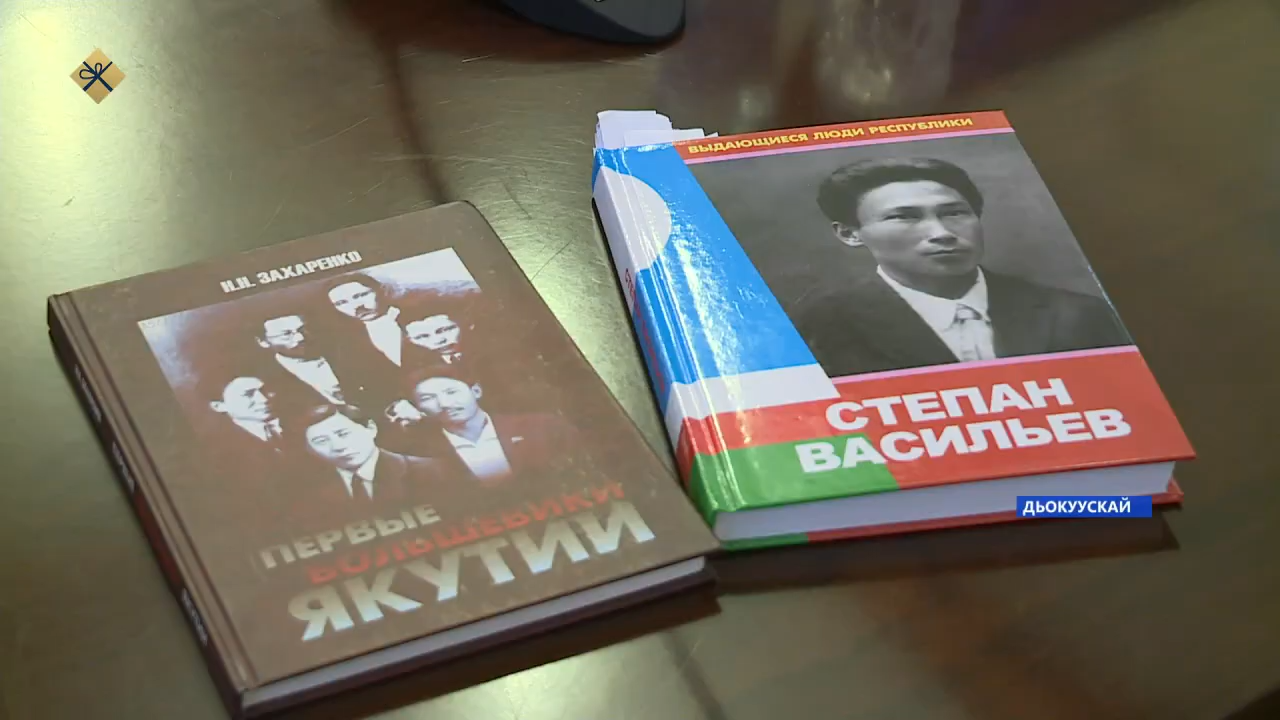 Н.Н. ЗАХАРЕНКО
ПЕРВЫЕ
БОЛЬШЕВИКИ
ЯКУТИИ
ВЫДАЮЩИЕСЯ ЛЮДИ РЕСПУБЛИКИ
СТЕПАН
ВАСИЛЬЕВ
ДЬОКУУСКАЙ